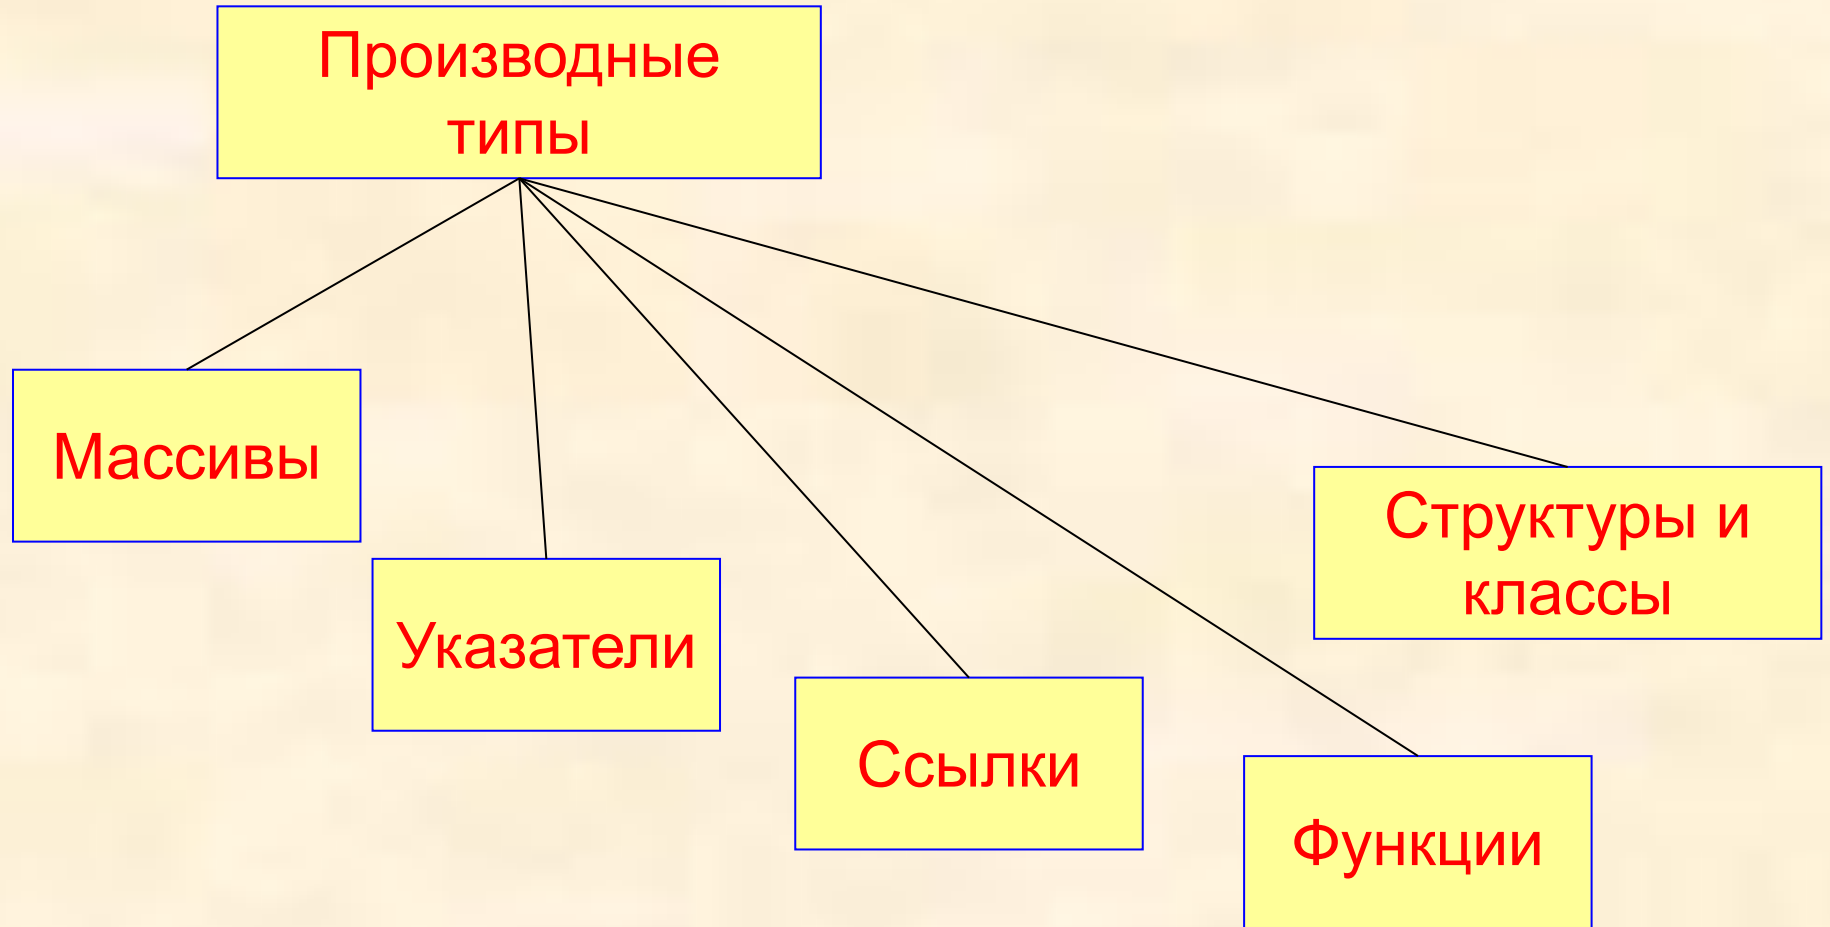 Производные
типы
Массивы
Указатели
Ссылки
Функции
Структуры и
классы